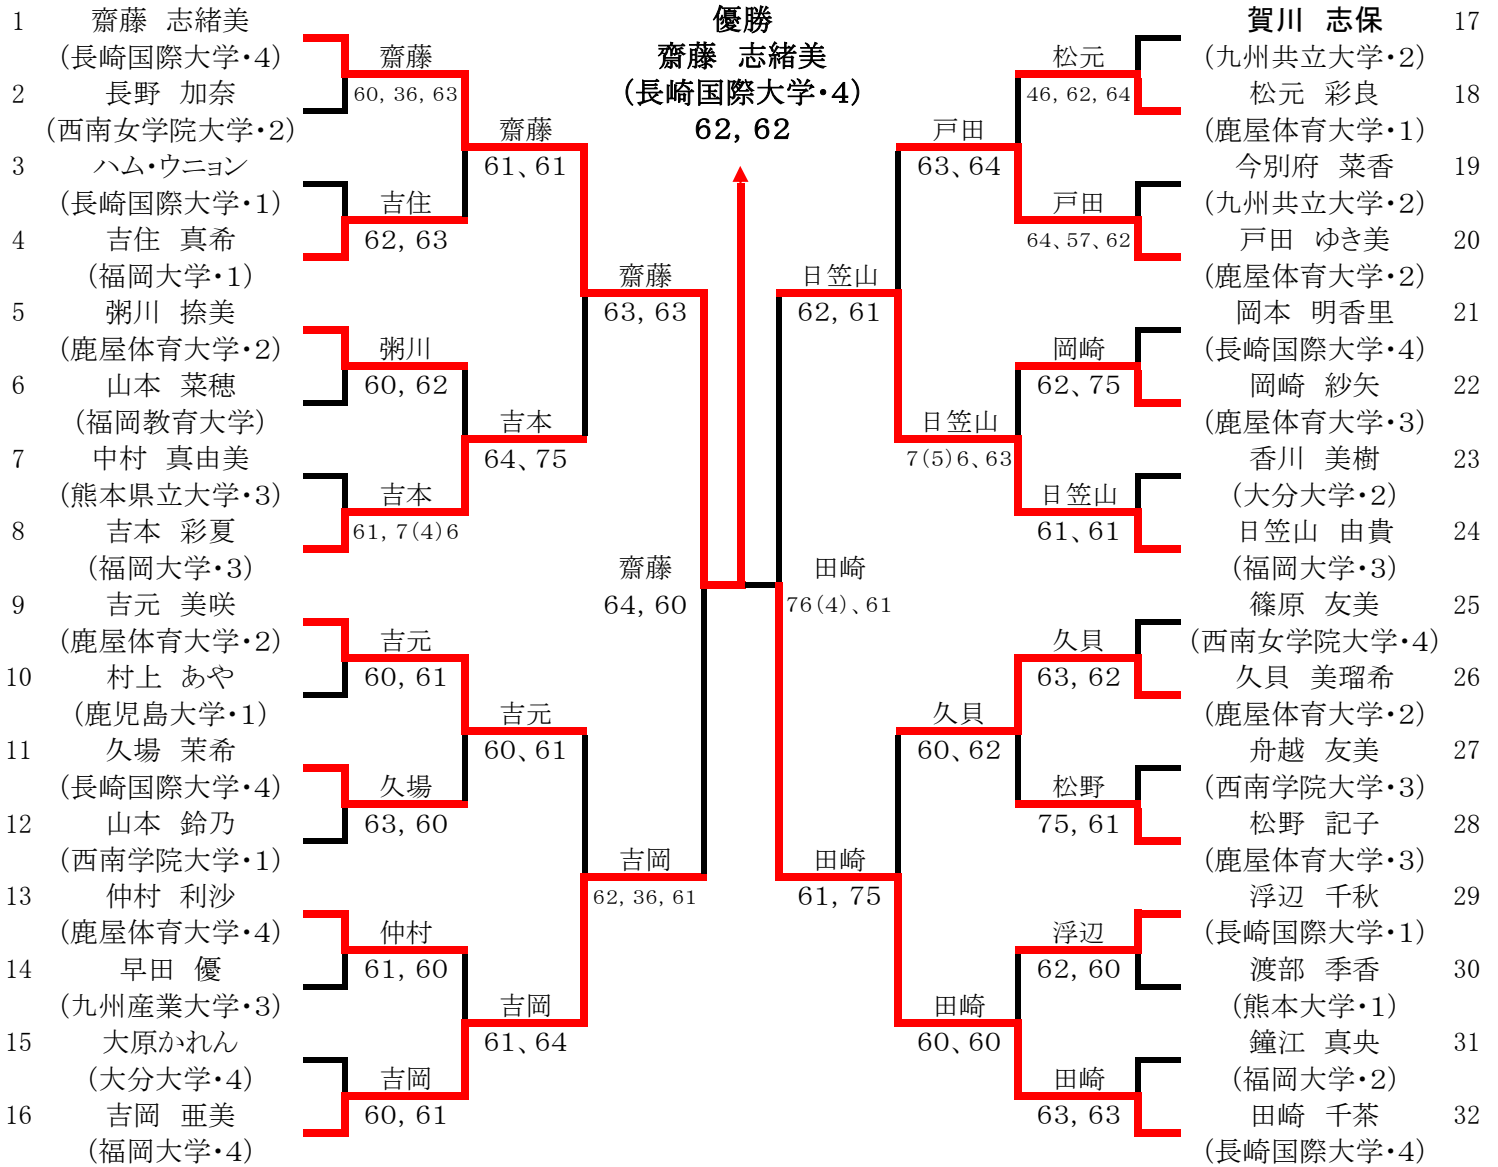 優勝
齋藤 志緒美
(長崎国際大学・4)
62, 62
1 齋藤 志緒美
(長崎国際大学・4)
2 長野 加奈
(西南女学院大学・2)
3 ハム・ウニョン
(長崎国際大学・1)
4 吉住 真希
(福岡大学・1)
5 粥川 捺美
(鹿屋体育大学・2)
6 山本 菜穂
(福岡教育大学)
7 中村 真由美
(熊本県立大学・3)
8 吉本 彩夏
(福岡大学・3)
9 吉元 美咲
(鹿屋体育大学・2)
10 村上 あや
(鹿児島大学・1)
11 久場 茉希
(長崎国際大学・4)
12 山本 鈴乃
(西南学院大学・1)
13 仲村 利沙
(鹿屋体育大学・4)
14 早田 優
(九州産業大学・3)
15 大原かれん
(大分大学・4)
16 吉岡 亜美
(福岡大学・4)
齋藤
60, 36, 63
吉住
62, 63
粥川
60, 62
吉本
61, 7(4)6
吉元
60, 61
久場
63, 60
仲村
61, 60
吉岡
60, 61
齋藤
61、61
吉本
64、75
吉元
60、61
吉岡
61、64
齋藤
63, 63
吉岡
62, 36, 61
齋藤
64, 60
田崎
76(4)、61
日笠山
62, 61
田崎
61, 75
戸田
63、64
日笠山
7(5)6、63
久貝
60、62
田崎
60、60
松元
46, 62, 64
戸田
64、57、62
岡崎
62、75
日笠山
61、61
久貝
63, 62
松野
75, 61
浮辺
62, 60
田崎
63, 63
賀川 志保 17
(九州共立大学・2)
松元 彩良 18
(鹿屋体育大学・1)
今別府 菜香 19
(九州共立大学・2)
戸田 ゆき美 20
(鹿屋体育大学・2)
岡本 明香里 21
(長崎国際大学・4)
岡崎 紗矢 22
(鹿屋体育大学・3)
香川 美樹 23
(大分大学・2)
日笠山 由貴 24
(福岡大学・3)
篠原 友美 25
(西南女学院大学・4)
久貝 美瑠希 26
(鹿屋体育大学・2)
舟越 友美 27
(西南学院大学・3)
松野 記子 28
(鹿屋体育大学・3)
浮辺 千秋 29
(長崎国際大学・1)
渡部 季香 30
(熊本大学・1)
鐘江 真央 31
(福岡大学・2)
田崎 千茶 32
(長崎国際大学・4)